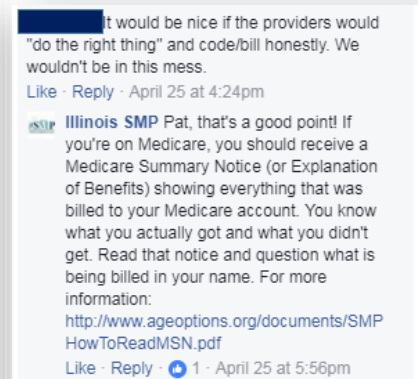 It would be nice if the providers would
"do the right thing" and code/bill honestly. We
wouldn't be in this mess.
Like · Reply · April 25 at 4:24pm
SMP Illinois SMP Pat, that's a good point! If
you're on Medicare, you should receive a
Medicare Summary Notice (or Explanation
of Benefits) showing everything that was
billed to your Medicare account. You know
what you actually got and what you didn't
get. Read that notice and question what is
being billed in your name. For more
information:
http://www.ageoptions.org/documents/SMP
HowToReadMSN.pdf
Like · Reply · 1 · April 25 at 5:56pm